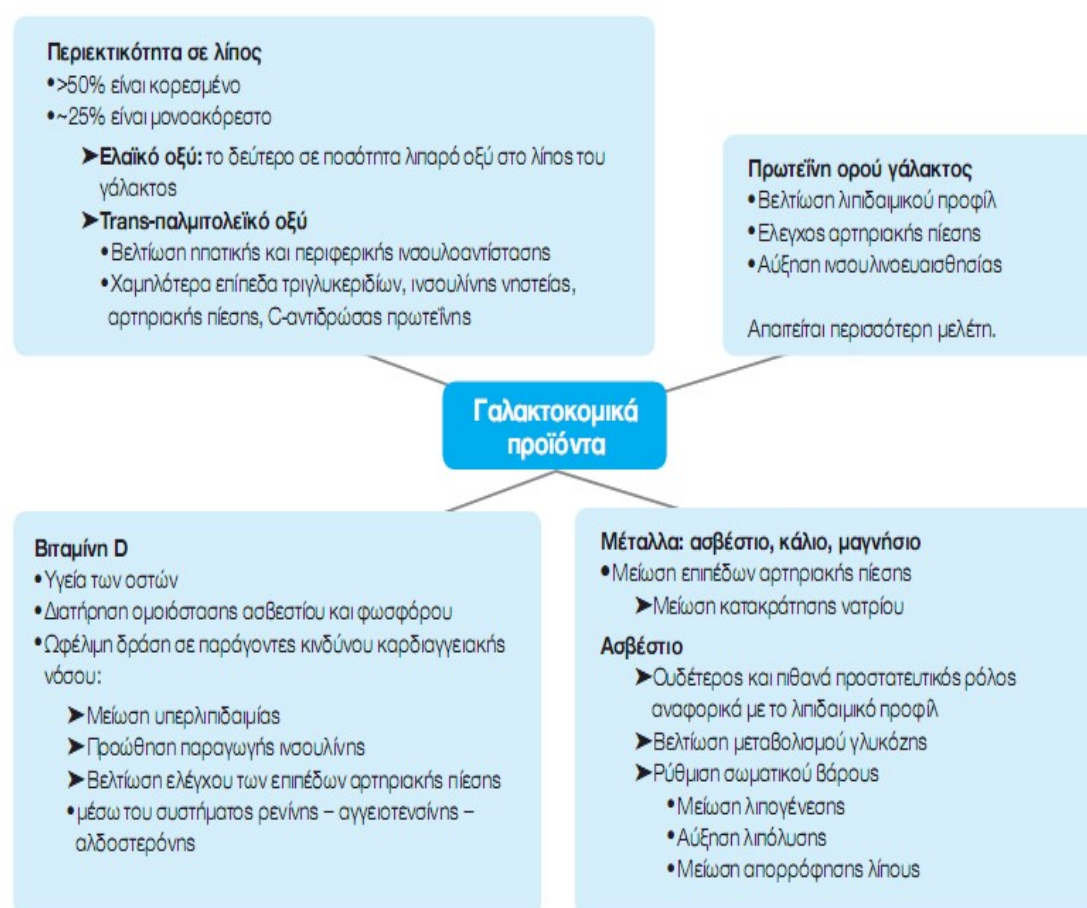 Περιεκτικότητα σε λίπος
•>50% είναι κορεσμένο
•~25% είναι μονοακόρεστο
➤Ελαϊκό οξύ: το δεύτερο σε ποσότητα λιπαρό οξύ στο λίπος του
γάλακτος
➤Trans-παλμιτολεϊκό οξύ
•Βελτίωση ηπατικής και περιφερικής ινσουλοαντίστασης
•Χαμηλότερα επίπεδα τριγλυκεριδίων, ινσουλίνης νηστείας,
αρτηριακής πίεσης, C-αντιδρώσας πρωτεΐνης
Πρωτεΐνη ορού γάλακτος
•Βελτίωση λιπιδαιμικού προφίλ
•Ελεγχος αρτηριακής πίεσης
•Αύξηση ινσουλινοευαισθησίας
Απαιτείται περισσότερη μελέτη.
Γαλακτοκομικά
προϊόντα
Βιταμίνη D
•Υγεία των οστών
•Διατήρηση ομοιόστασης ασβεστίου και φωσφόρου
•Ωφέλιμη δράση σε παράγοντες κινδύνου καρδιαγγειακής
νόσου:
➤Μείωση υπερλιπιδαιμίας
➤Προώθηση παραγωγής ινσουλίνης
➤Βελτίωση ελέγχου των επιπέδων αρτηριακής πίεσης
•μέσω του συστήματος ρενίνης – αγγειοτενσίνης –
αλδοστερόνης
Μέταλλα: ασβέστιο, κάλιο, μαγνήσιο
•Μείωση επιπέδων αρτηριακής πίεσης
➤Μείωση κατακράτησης νατρίου
Ασβέστιο
➤Ουδέτερος και πιθανά προστατευτικός ρόλος
αναφορικά με το λιπιδαιμικό προφίλ
➤Βελτίωση μεταβολισμού γλυκόζης
➤Ρύθμιση σωματικού βάρους
•Μείωση λιπογένεσης
•Αύξηση λιπόλυσης
•Μείωση απορρόφησης λίπους